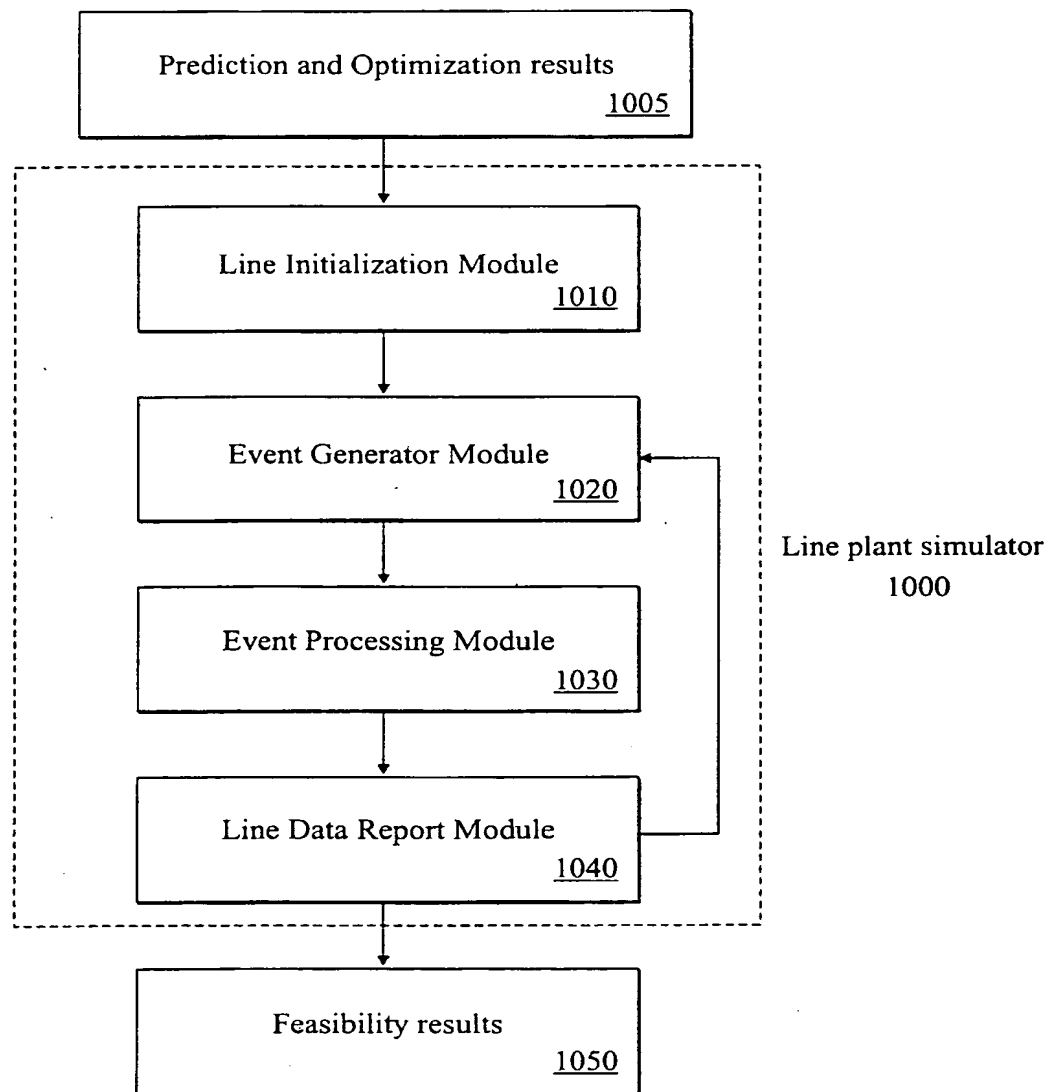 Prediction and Optimization results
1005
Line Initialization Module
1010
Event Generator Module
1020
Line plant simulator
1000
Event Processing Module
1030
Line Data Report Module
1040
Feasibility results
1050